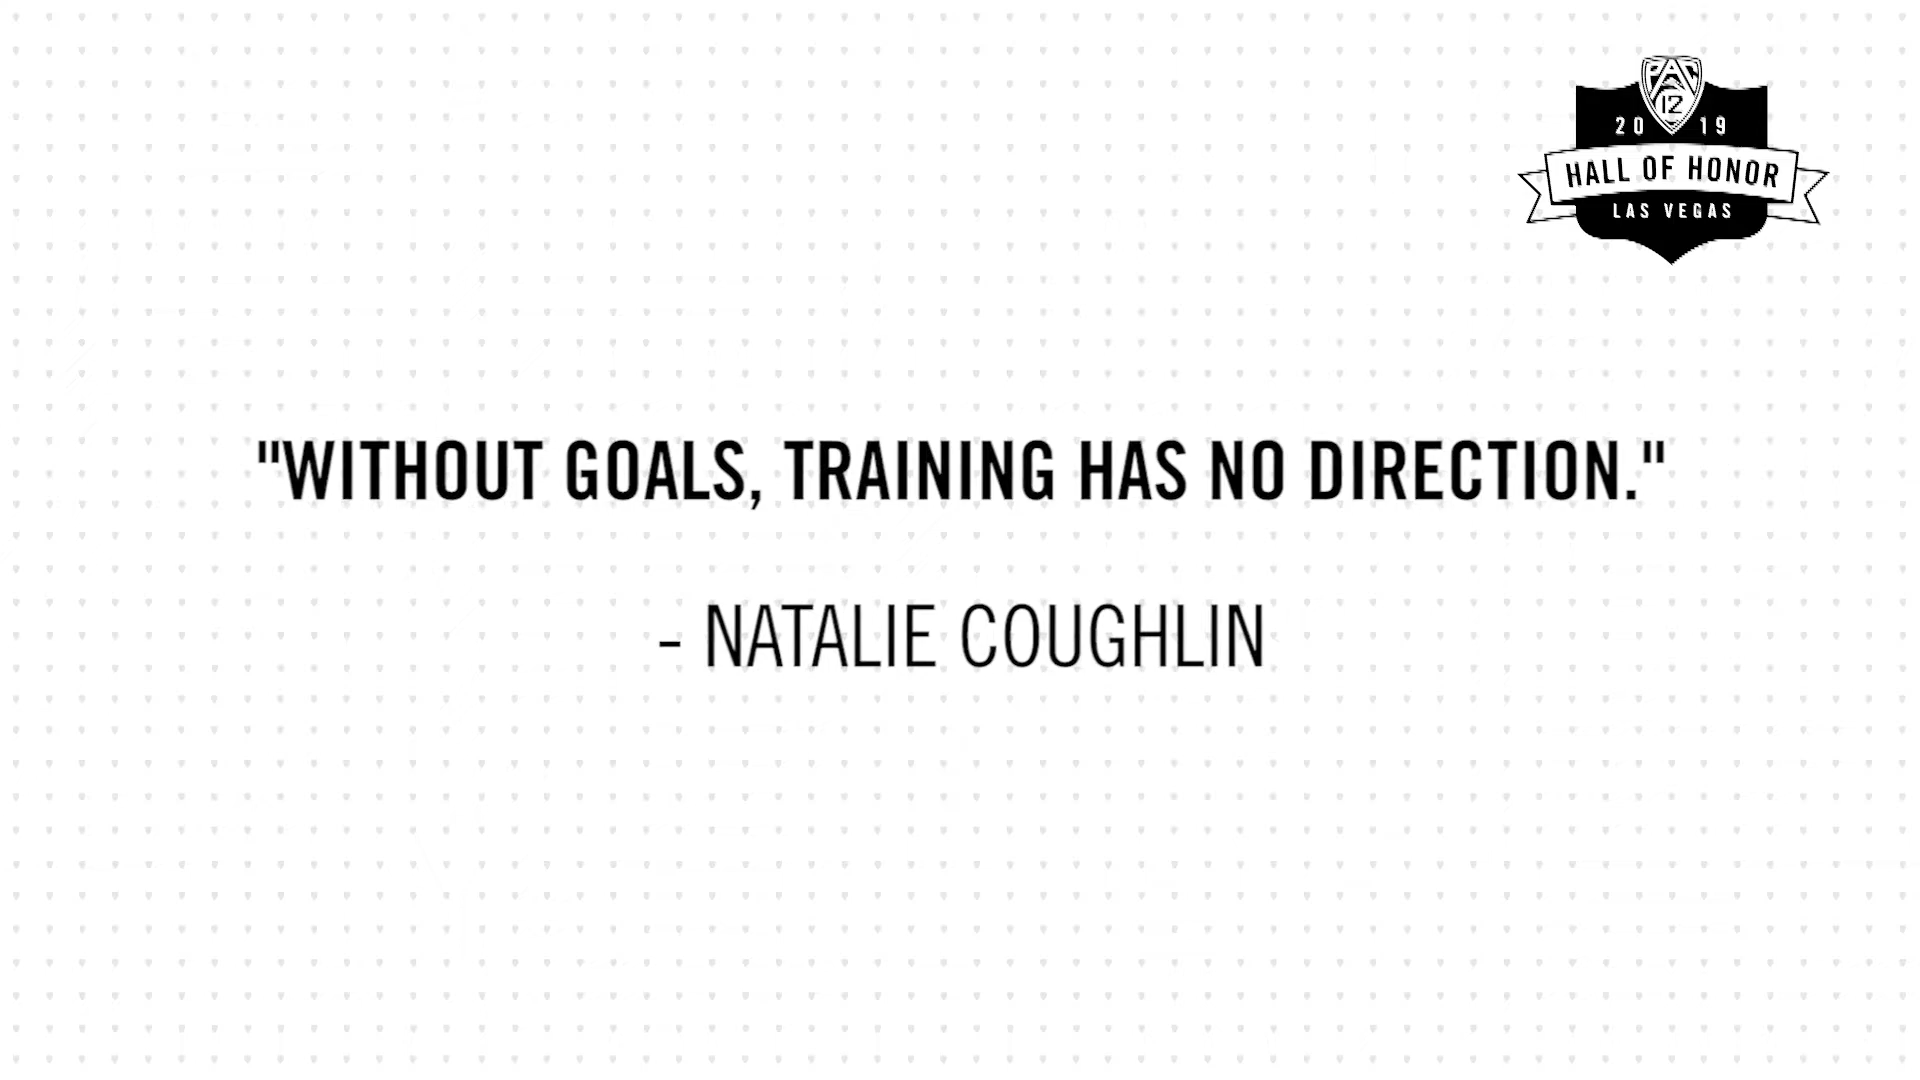 PAC
12
20 19
HALL OF HONOR
LAS VEGAS
"WITHOUT GOALS, TRAINING HAS NO DIRECTION."
- NATALIE COUGHLIN